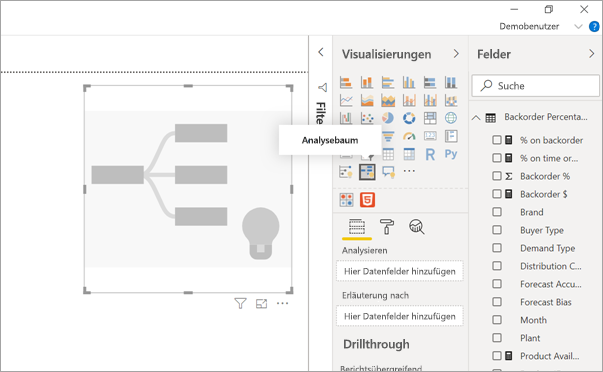 Demobenutzer
?
Filte
Visualisierungen
Analysebaum
R
Py
5
Analysieren
Hier Datenfelder hinzufügen
Erläuterung nach
Hier Datenfelder hinzufügen
Drillthrough
Berichtsübergreifend
Felder
Suche
Backorder Percenta...
% on backorder
% on time or...
Σ Backorder %
Backorder $
Brand
Buyer Type
Demand Type
Distribution C...
Forecast Accu...
Forecast Bias
Month
Plant
Product Avail...